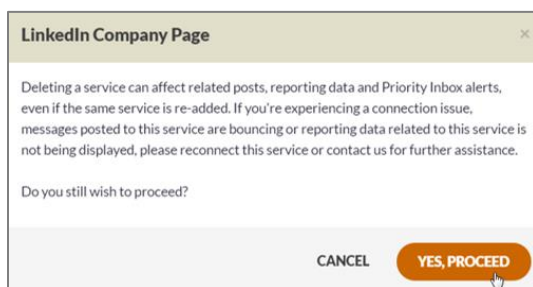 LinkedIn Company Page ×
Deleting a service can affect related posts, reporting data and Priority Inbox alerts,
even if the same service is re-added. If you're experiencing a connection issue,
messages posted to this service are bouncing or reporting data related to this service is
not being displayed, please reconnect this service or contact us for further assistance.
Do you still wish to proceed?
CANCEL YES, PROCEED